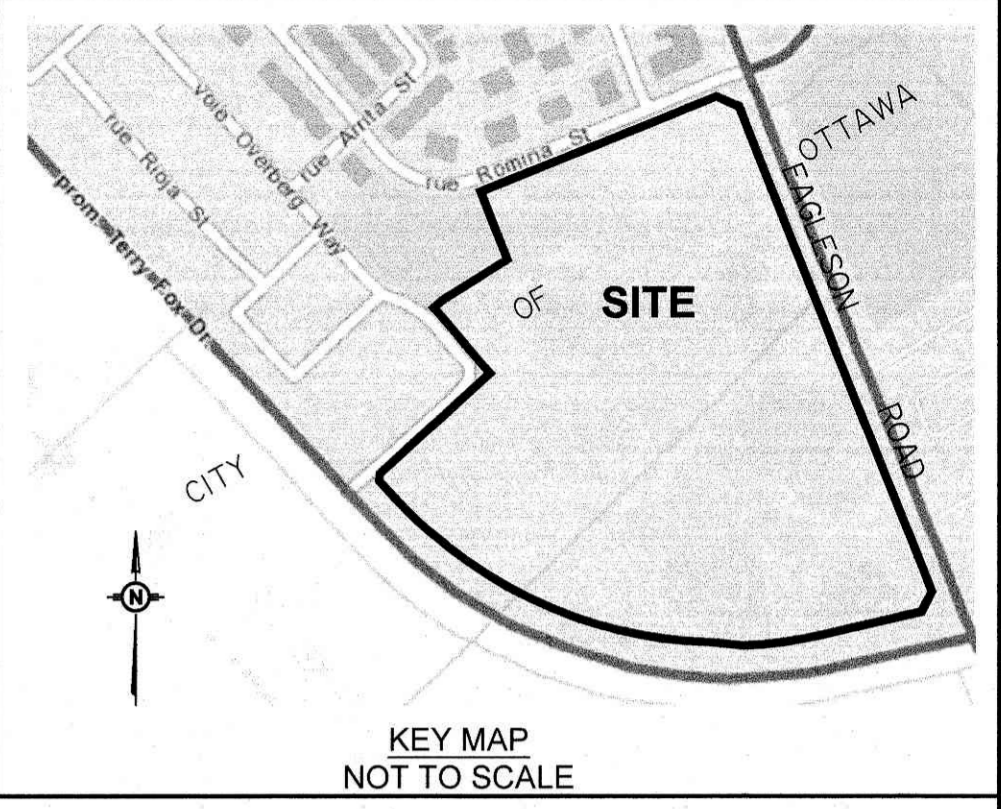 OTTAWA
EAGLESON
ROAD
voie Overberg Way
rue Amta St
rue Rioja St
rue Romina St
prom. Terry Fox Dr.
OF
SITE
CITY
N
KEY MAP
NOT TO SCALE